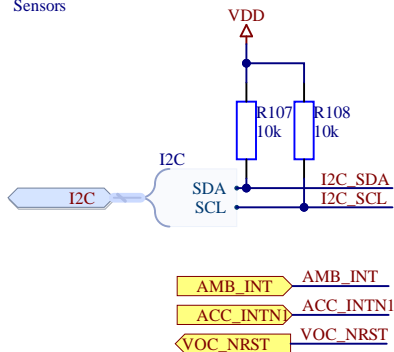 Sensors
VDD
R107
10k
R108
10k
I2C
I2C
SDA
I2C_SDA
SCL
I2C_SCL
AMB_INT
AMB_INT
ACC_INTN1
ACC_INTN1
VOC_NRST
VOC_NRST